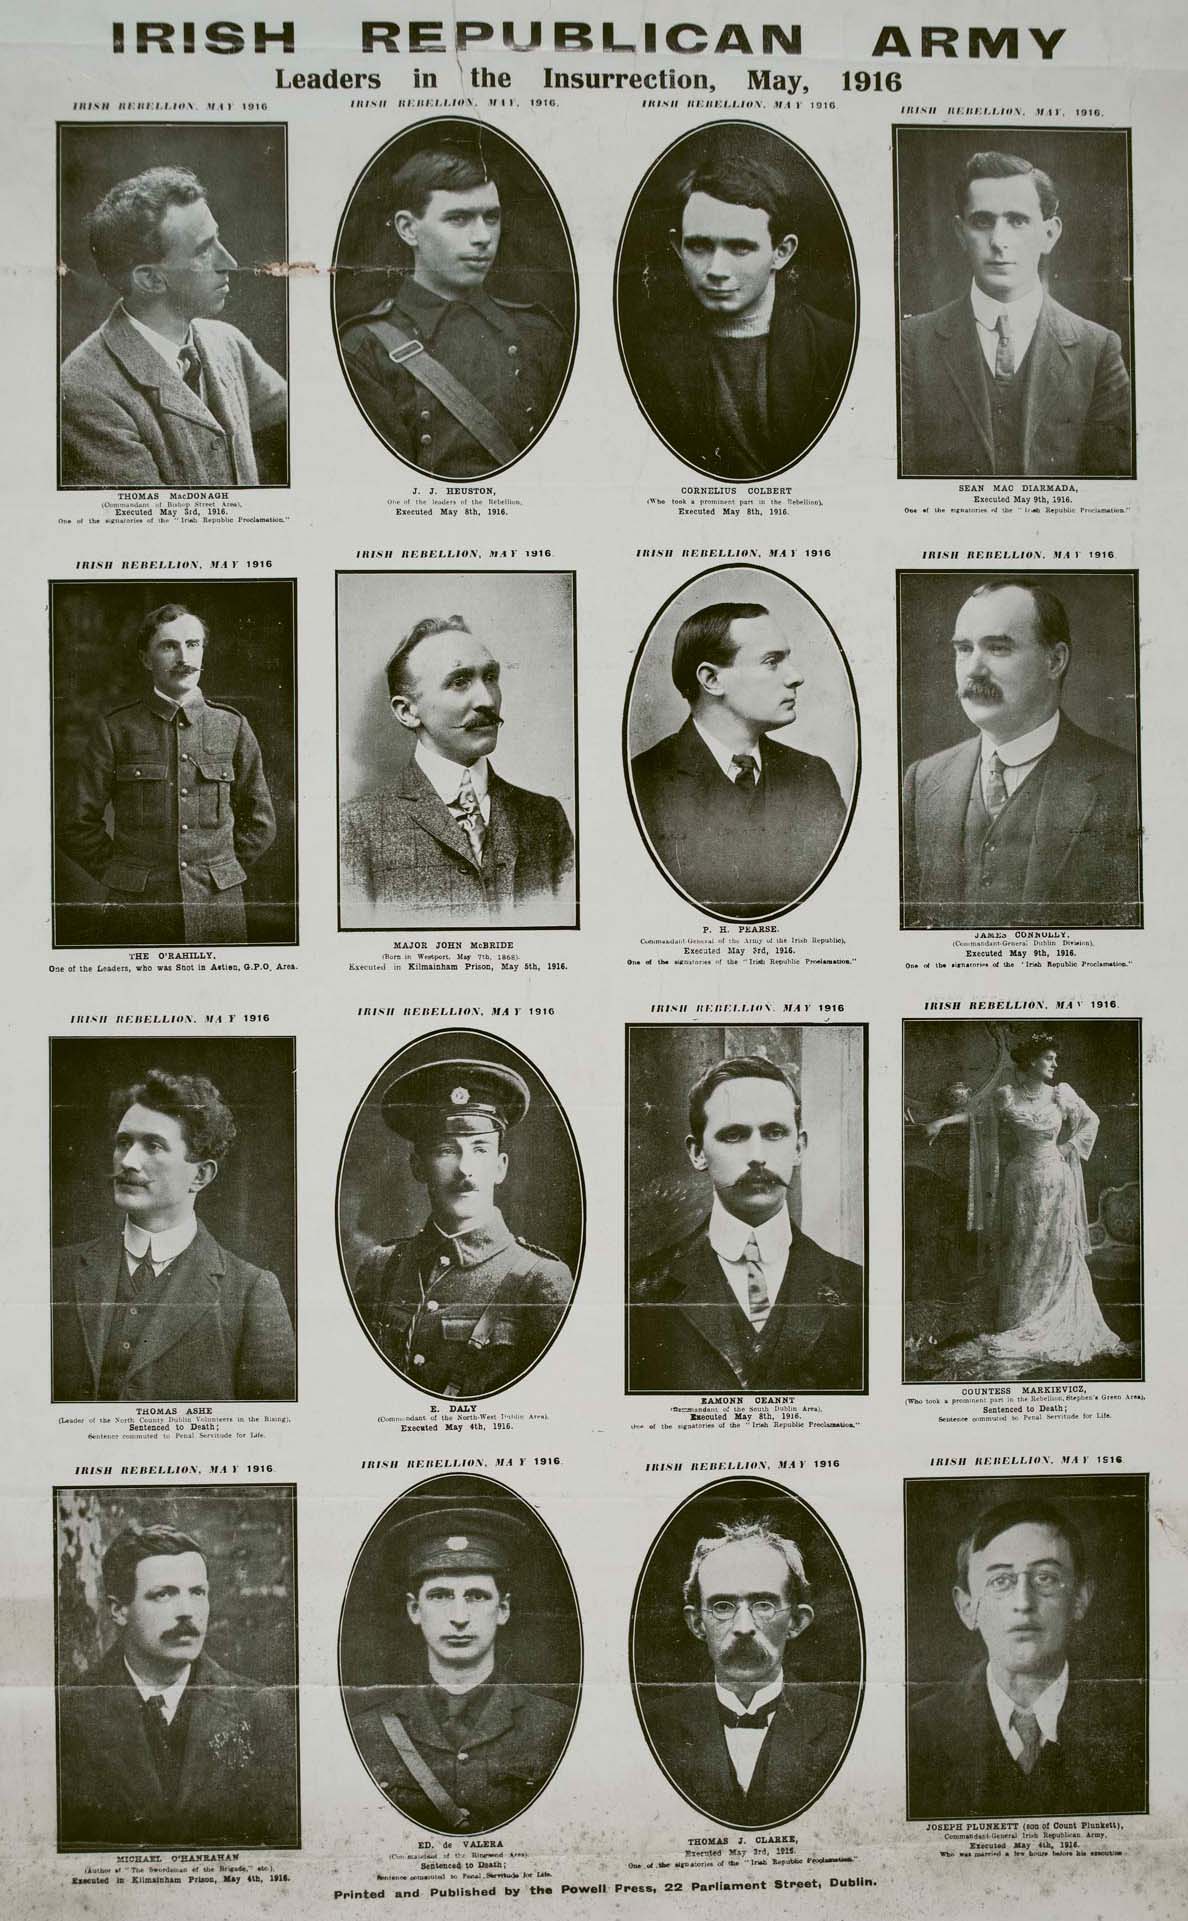 IRISH REPUBLICAN ARMY
Leaders in the Insurrection, May, 1916
IRISH REBELLION. MAY 1916
IRISH REBELLION. MAY, 1916.
IRISH REBELLION. MAY 1916.
IRISH REBELLION, MAY, 1916.
THOMAS MacDONAGH
(Commandant of Bishop Street Area),
Executed May 3rd, 1916.
One of the signatories of the "Irish Republic Proclamation."
J. J. HEUSTON,
One of the leaders of the Rebellion,
Executed May 8th, 1916.
CORNELIUS COLBERT
(Who took a prominent part in the Rebellion),
Executed May 8th, 1916.
SEAN MAC DIARMADA,
Executed May 9th, 1916.
One of the signatories of the "Irish Republic Proclamation."
IRISH REBELLION, MAY 1916
IRISH REBELLION, MAY 1916.
IRISH REBELLION, MAY 1916
IRISH REBELLION. MAY 1916
THE O'RAHILLY,
One of the Leaders, who was Shot in Action, G.P.O. Area.
MAJOR JOHN McBRIDE
(Born in Westport, May 7th, 1868).
Executed in Kilmainham Prison, May 5th, 1916.
P. H. PEARSE.
Commandant-General of the Army of the Irish Republic),
Executed May 3rd, 1916.
One of the signatories of the "Irish Republic Proclamation."
JAMES CONNOLLY,
(Commandant-General Dublin Division),
Executed May 9th, 1916.
One of the signatories of the "Irish Republic Proclamation."
IRISH REBELLION. MAY 1916
IRISH REBELLION, MAY 1916
IRISH REBELLION. MAY 1916
IRISH REBELLION, MAY 1916.
THOMAS ASHE
(Leader of the North County Dublin Volunteers in the Rising),
Sentenced to Death;
Sentence commuted to Penal Servitude for Life.
E. DALY
(Commandant of the North-West Dublin Area),
Executed May 4th, 1916.
EAMONN CEANNT
(Commandant of the South Dublin Area),
Executed May 8th, 1916.
One of the signatories of the "Irish Republic Proclamation."
COUNTESS MARKIEVICZ,
(Who took a prominent part in the Rebellion, Stephen's Green Area),
Sentenced to Death;
Sentence commuted to Penal Servitude for Life.
IRISH REBELLION, MAY 1916.
IRISH REBELLION, MAY 1916.
IRISH REBELLION, MAY 1916
IRISH REBELLION, MAY 1916
MICHAEL O'HANRAHAN
(Author of "The Swordsman of the Brigade," etc.),
Executed in Kilmainham Prison, May 4th, 1916.
ED. de VALERA
(Commandant of the Ringsend Area).
Sentenced to Death;
Sentence commuted to Penal Servitude for Life.
THOMAS J. CLARKE,
Executed May 3rd, 1916.
One of the signatories of the "Irish Republic Proclamation."
JOSEPH PLUNKETT (son of Count Plunkett),
Commandant-General Irish Republican Army,
Executed May 4th, 1916.
Who was married a few hours before his execution.
Printed and Published by the Powell Press, 22 Parliament Street, Dublin.